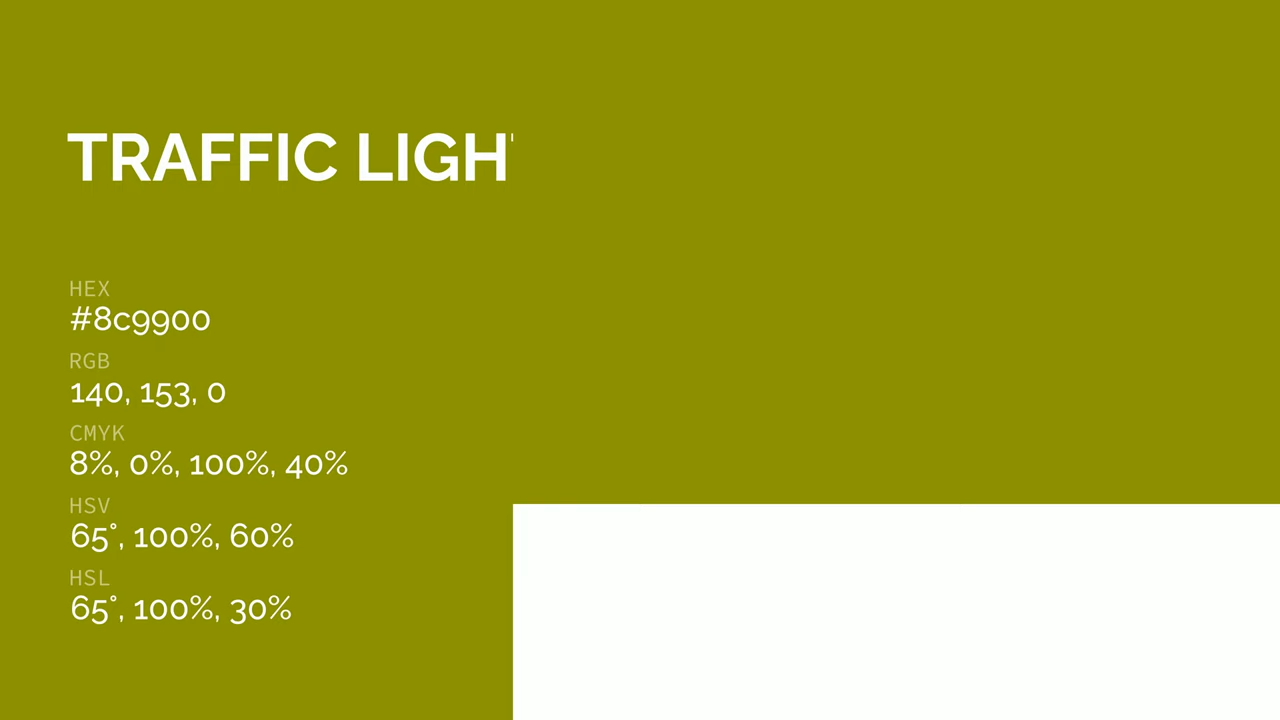 TRAFFIC LIGH
HEX
#8c9900
RGB
140, 153, 0
CMYK
8%, 0%, 100%, 40%
HSV
65°, 100%, 60%
HSL
65°, 100%, 30%